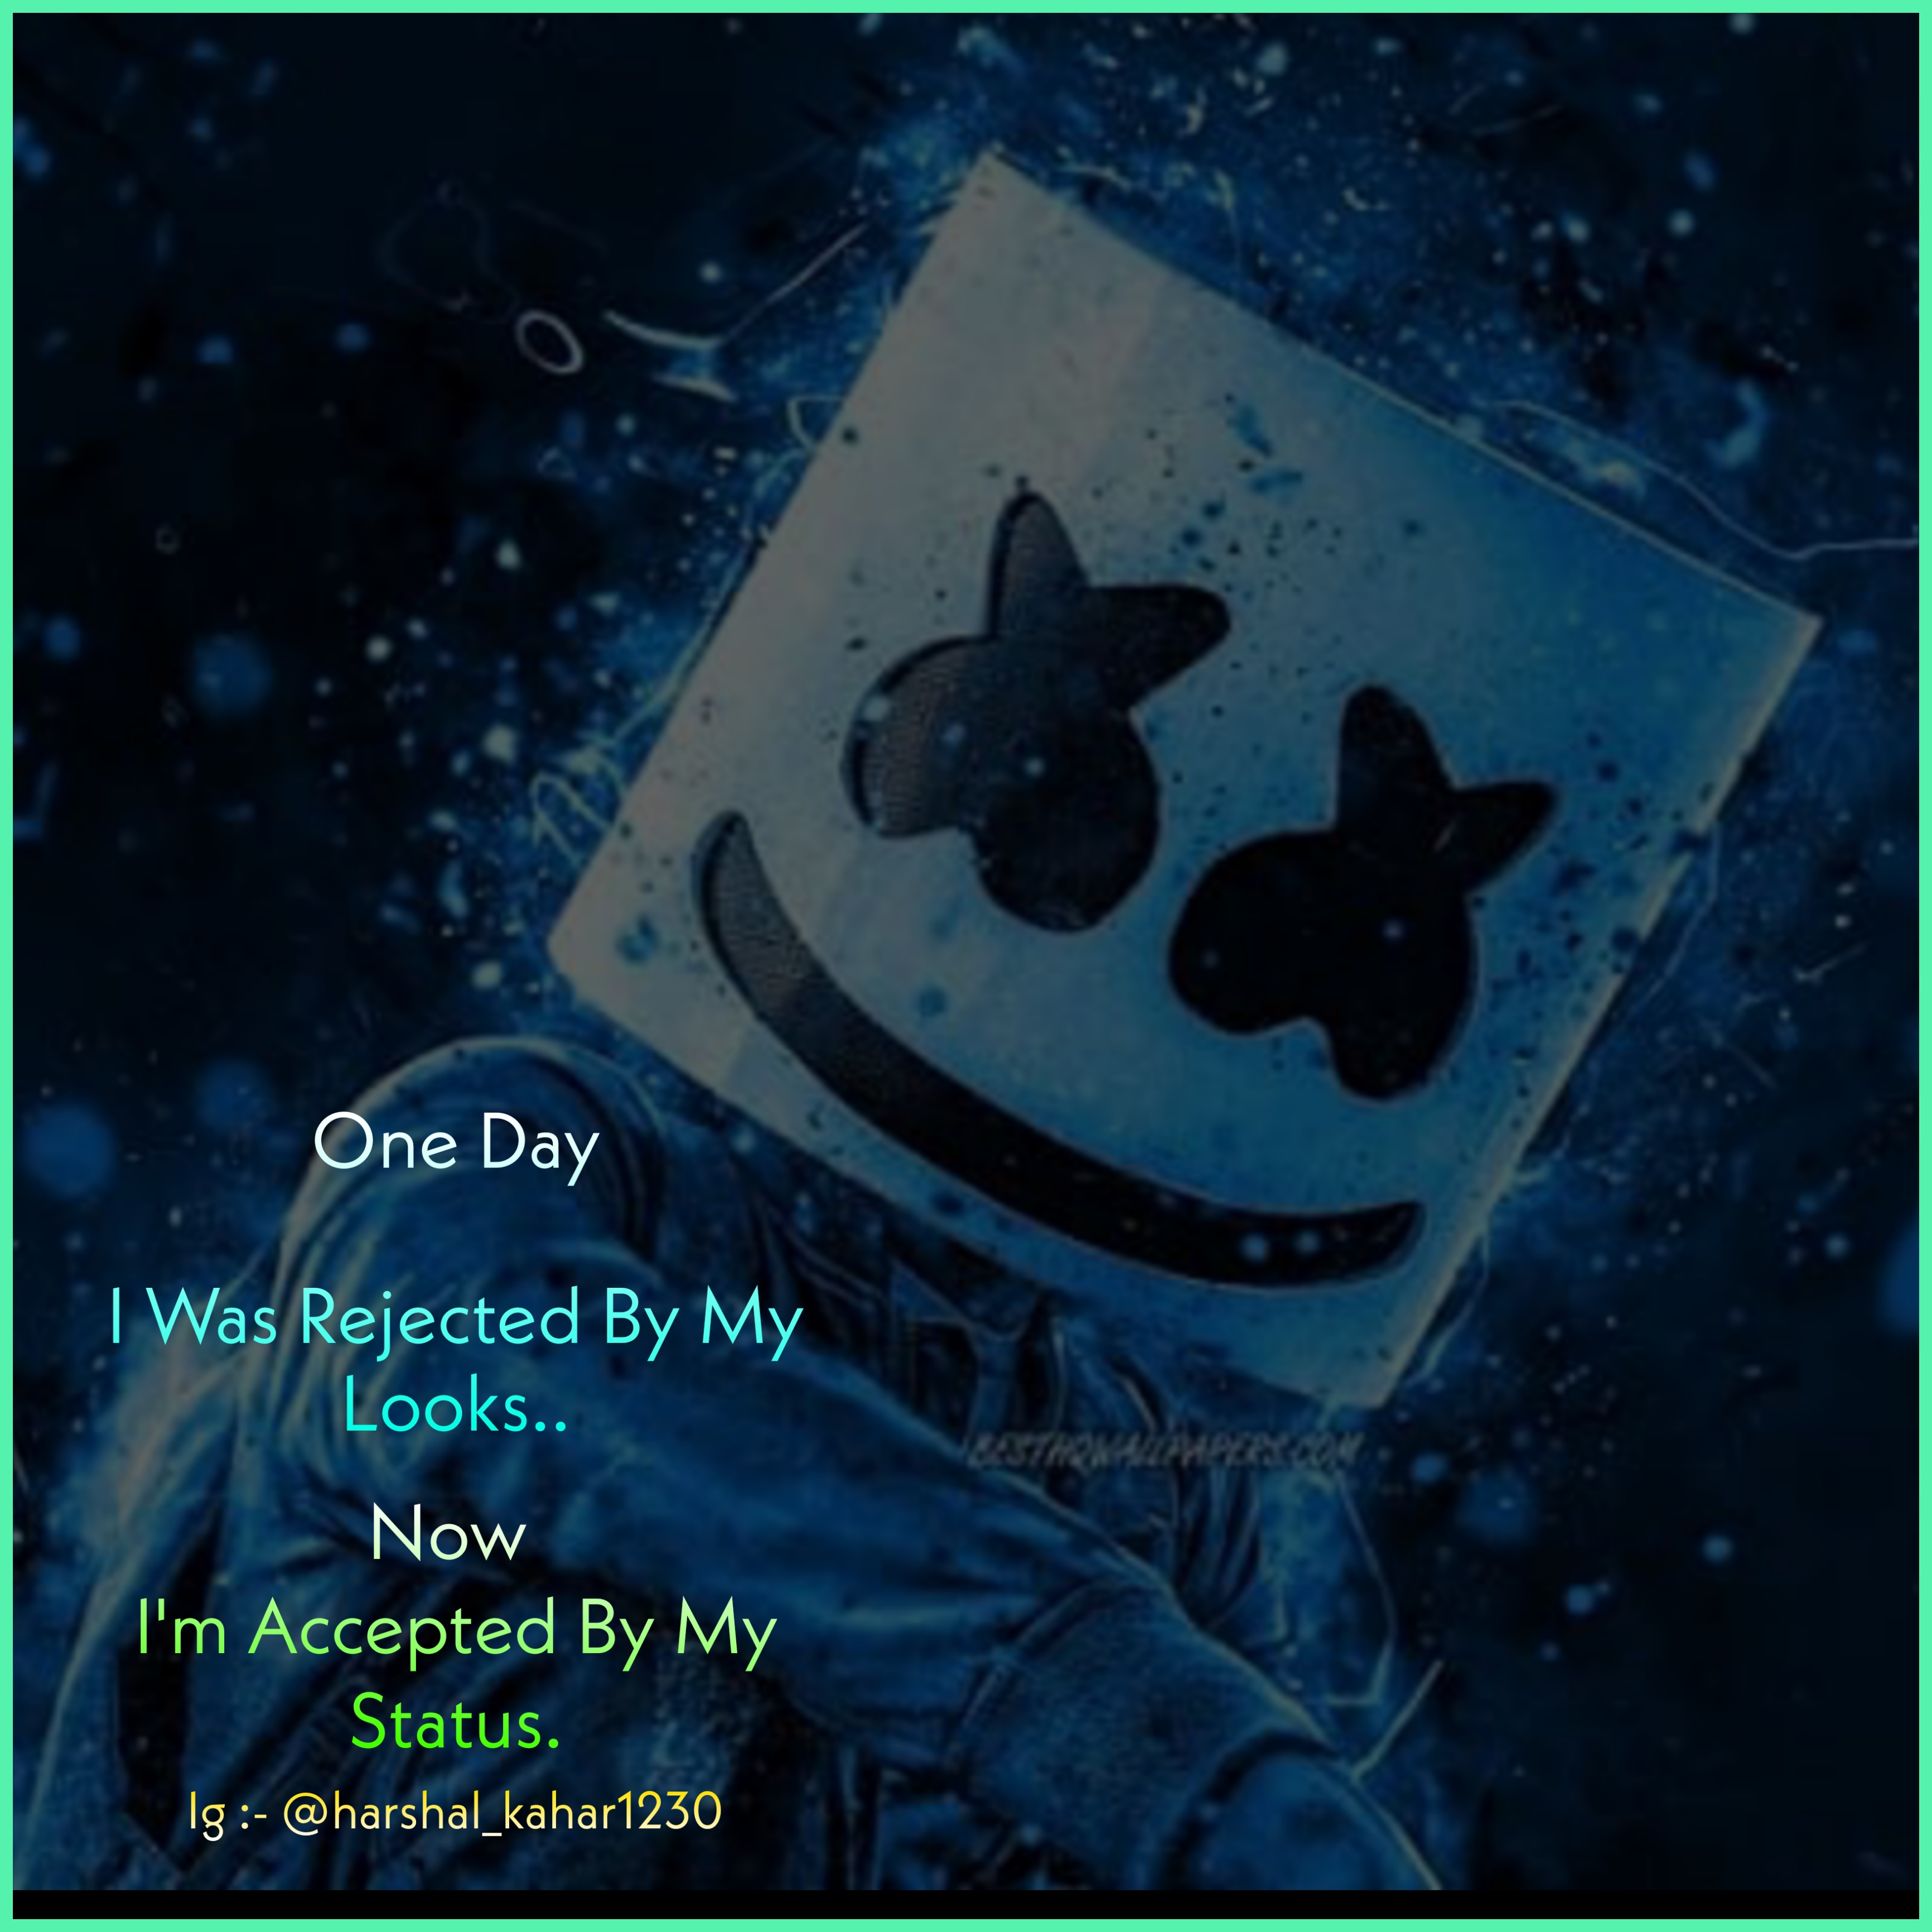 One Day
I Was Rejected By My
Looks..
BESTHQWALLPAPERS.COM
Now
I'm Accepted By My
Status.
Ig :- @harshal_kahar1230